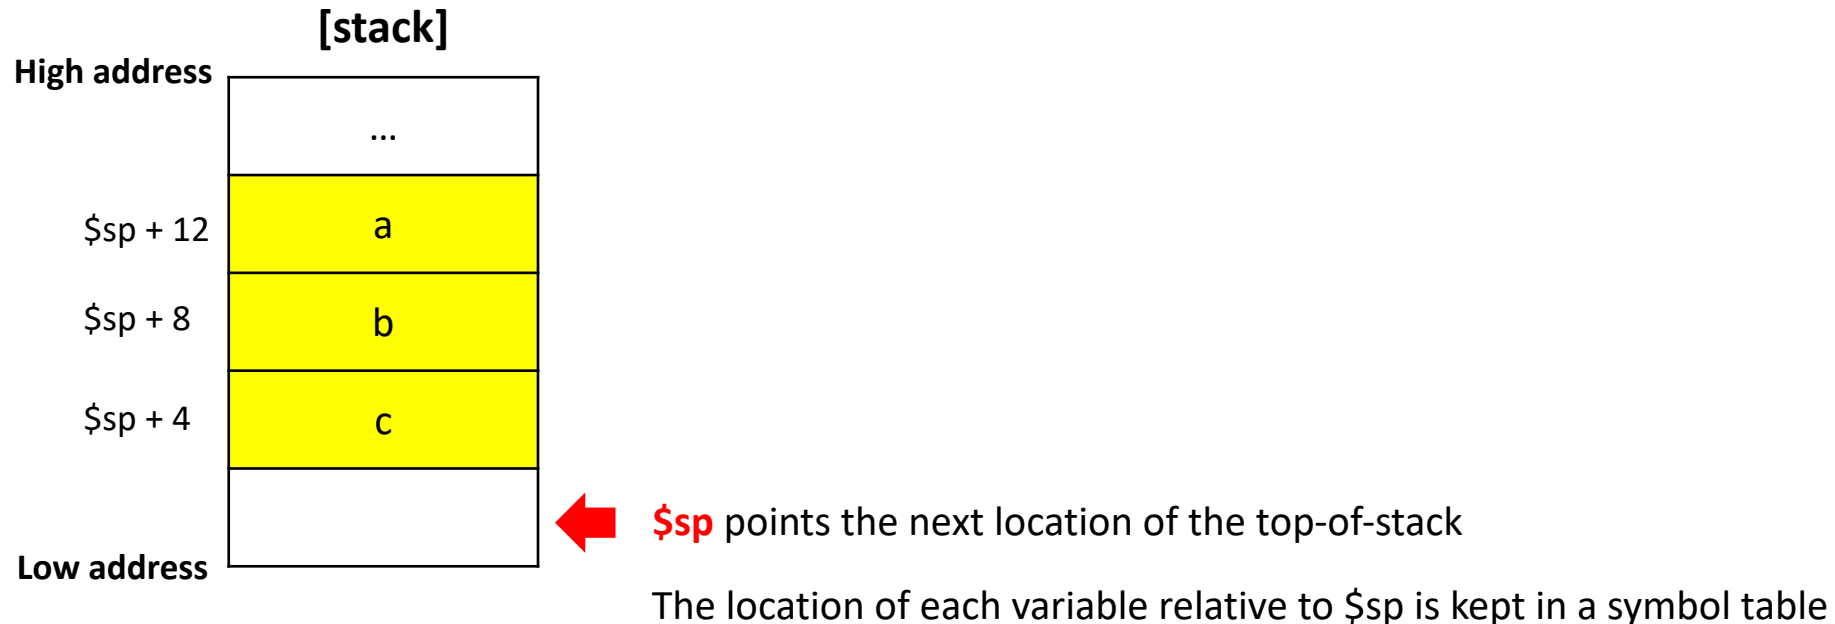 [stack]
High address
...
$sp + 12
a
$sp + 8
b
$sp + 4
c
$sp points the next location of the top-of-stack
Low address
The location of each variable relative to $sp is kept in a symbol table